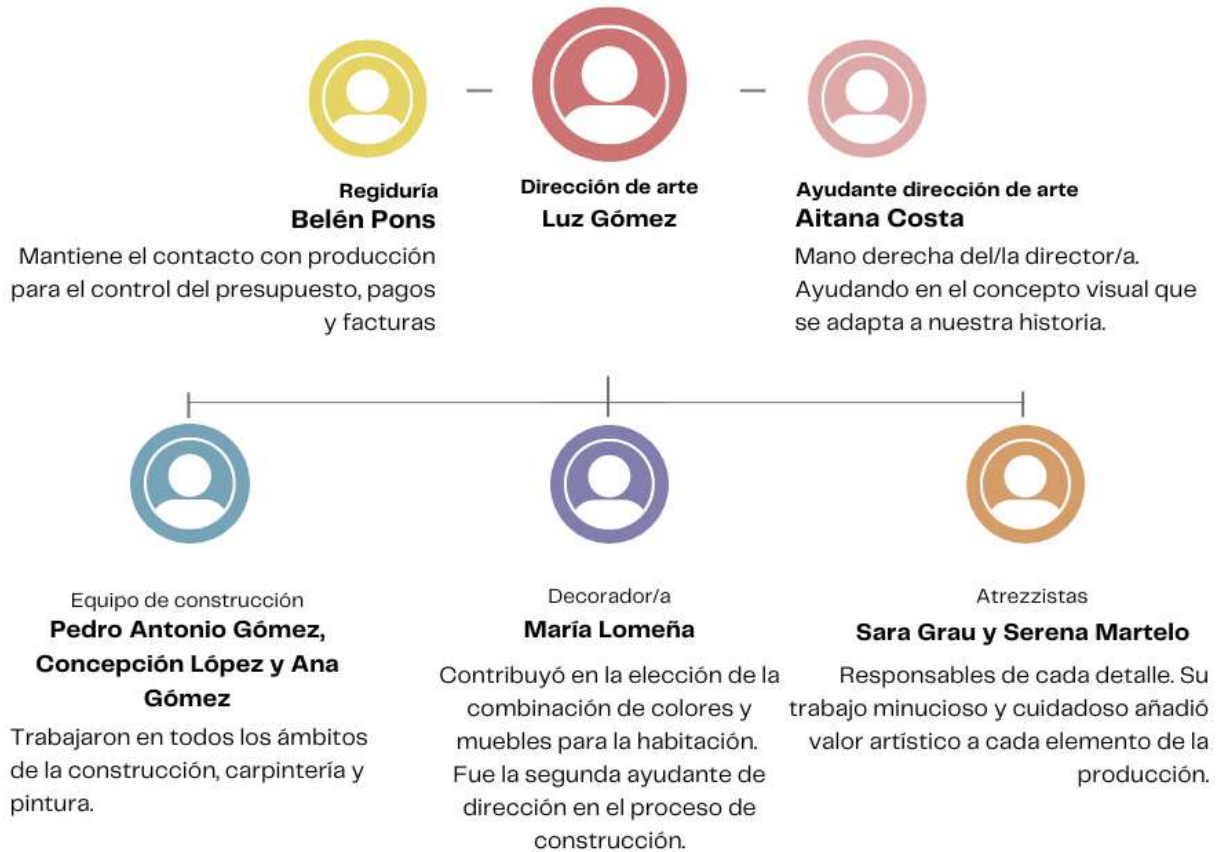 Regiduría
Belén Pons
Mantiene el contacto con producción
para el control del presupuesto, pagos
y facturas
Dirección de arte
Luz Gómez
Ayudante dirección de arte
Aitana Costa
Mano derecha del/la director/a.
Ayudando en el concepto visual que
se adapta a nuestra historia.
Equipo de construcción
Pedro Antonio Gómez,
Concepción López y Ana
Gómez
Trabajaron en todos los ámbitos
de la construcción, carpintería y
pintura.
Decorador/a
María Lomeña
Contribuyó en la elección de la
combinación de colores y
muebles para la habitación.
Fue la segunda ayudante de
dirección en el proceso de
construcción.
Atrezzistas
Sara Grau y Serena Martelo
Responsables de cada detalle. Su
trabajo minucioso y cuidadoso añadió
valor artístico a cada elemento de la
producción.